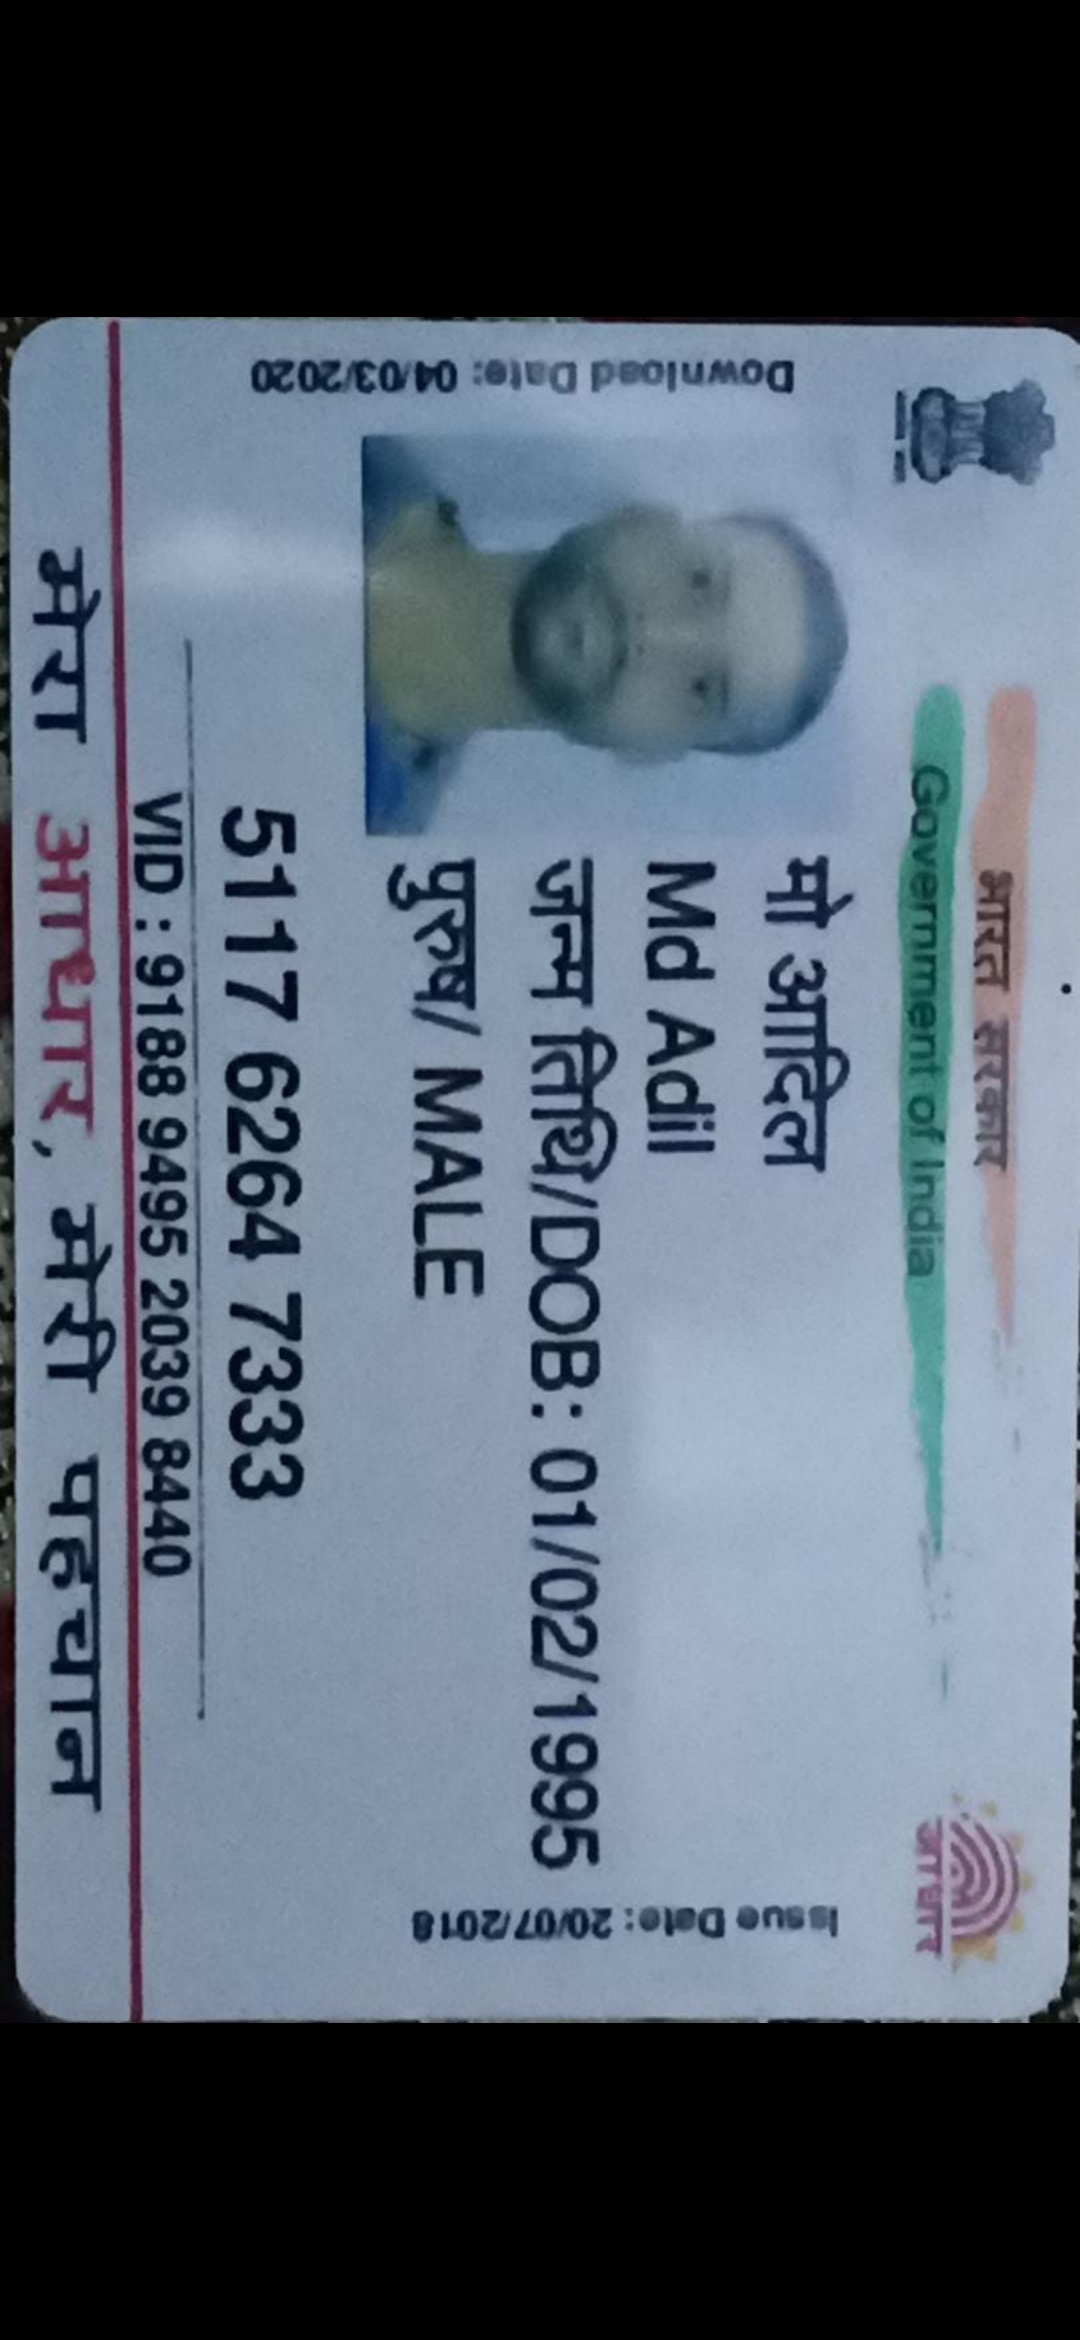 भारत सरकार
Government of India
Download Date: 04/03/2020
मो आदिल
Md Adil
जन्म तिथि/DOB: 01/02/1995
पुरुष/ MALE
Issue Date: 20/07/2018
आधार
5117 6264 7333
VID : 9188 9495 2039 8440
मेरा आधार, मेरी पहचान